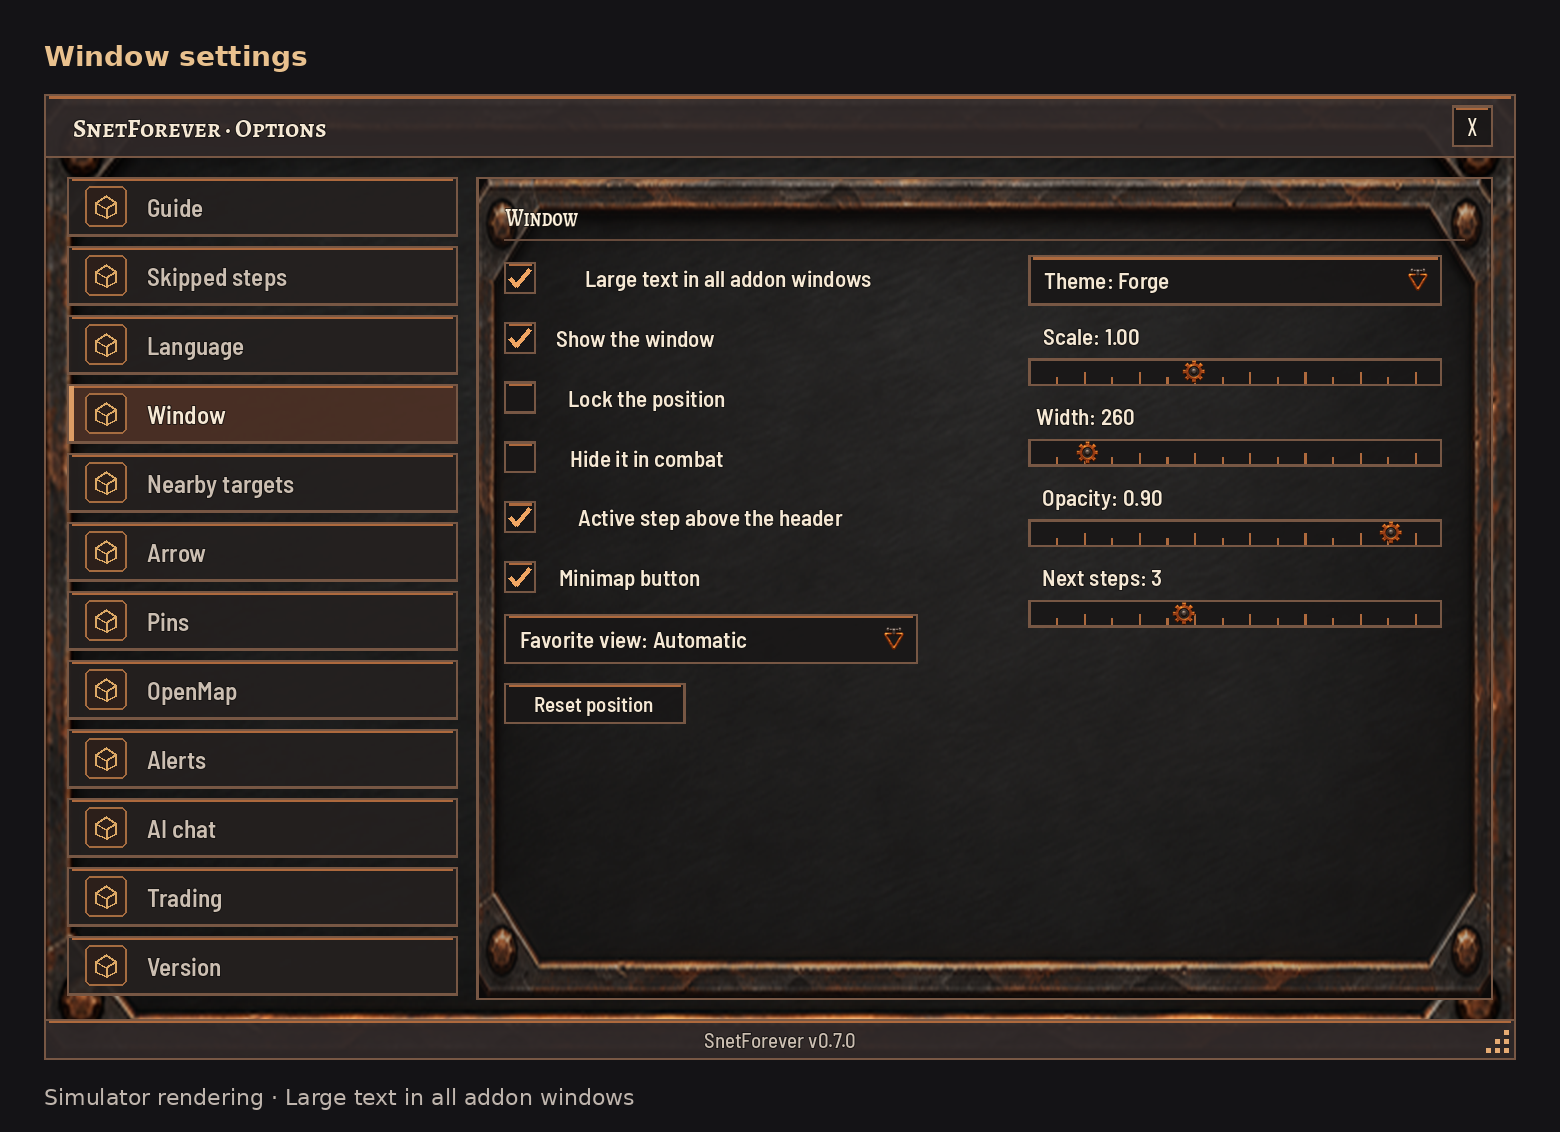 Window settings
SnetForever · Options
X
Guide
Skipped steps
Language
Window
Nearby targets
Arrow
Pins
OpenMap
Alerts
AI chat
Trading
Version
Window
Large text in all addon windows
Show the window
Lock the position
Hide it in combat
Active step above the header
Minimap button
Favorite view: Automatic
Reset position
Theme: Forge
Scale: 1.00
Width: 260
Opacity: 0.90
Next steps: 3
SnetForever v0.7.0
Simulator rendering · Large text in all addon windows